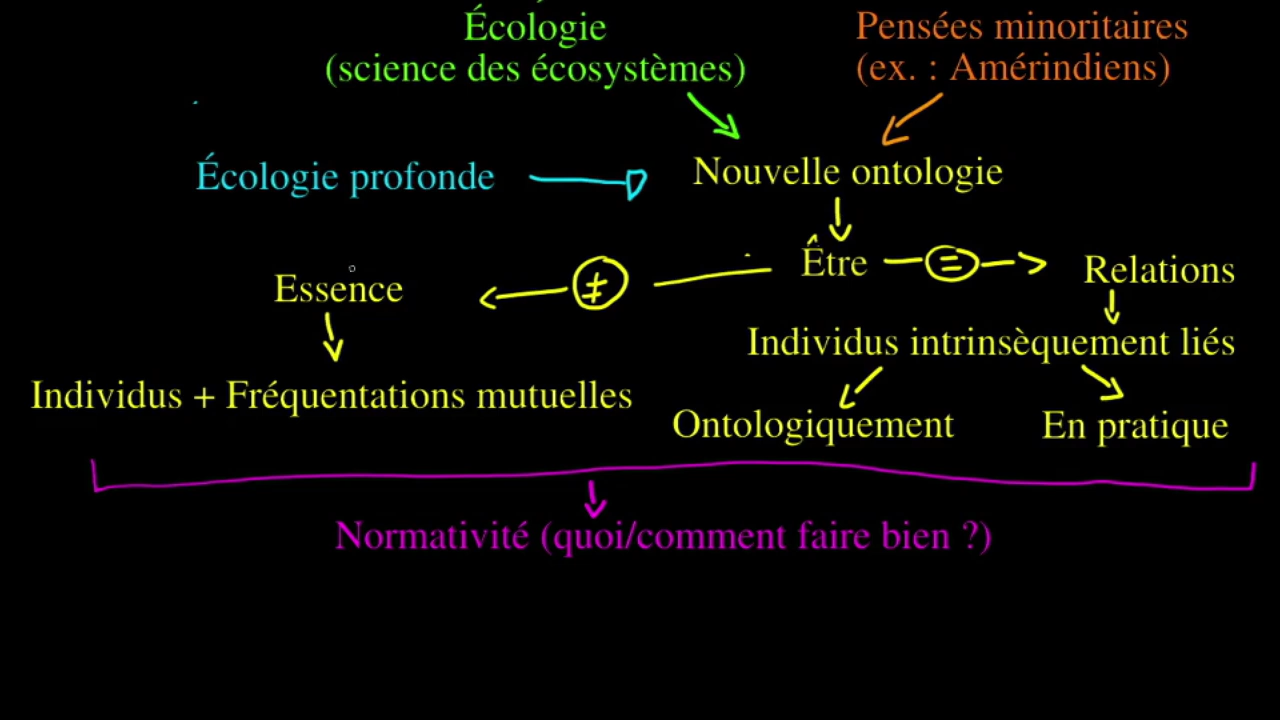 Écologie
(science des écosystèmes)
Pensées minoritaires
(ex. : Amérindiens)
Écologie profonde
Nouvelle ontologie
Essence
≠
Être
=
Relations
Individus intrinsèquement liés
Individus + Fréquentations mutuelles
Ontologiquement
En pratique
Normativité (quoi/comment faire bien ?)